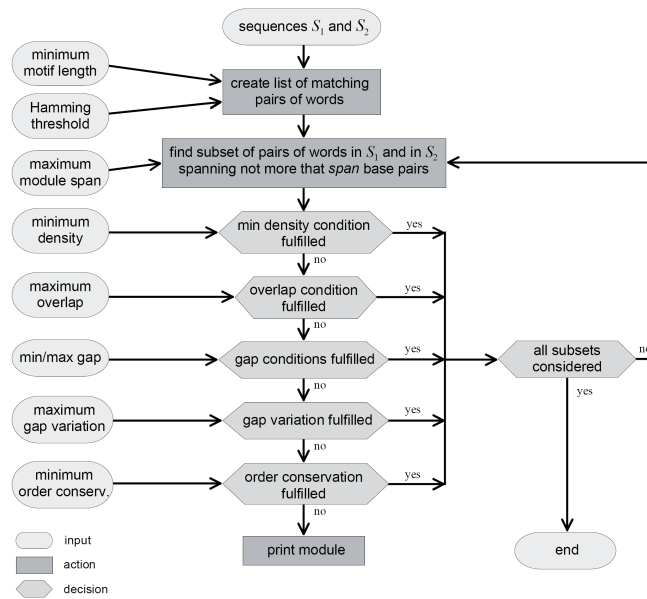 sequences S1 and S2
minimum
motif length
create list of matching
pairs of words
Hamming
threshold
find subset of pairs of words in S1 and in S2
spanning not more that span base pairs
maximum
module span
minimum
density
min density condition
fulfilled
yes
no
maximum
overlap
overlap condition
fulfilled
yes
no
min/max gap
gap conditions fulfilled
yes
all subsets
considered
no
yes
no
maximum
gap variation
gap variation fulfilled
yes
no
minimum
order conserv.
order conservation
fulfilled
yes
no
print module
end
input
action
decision